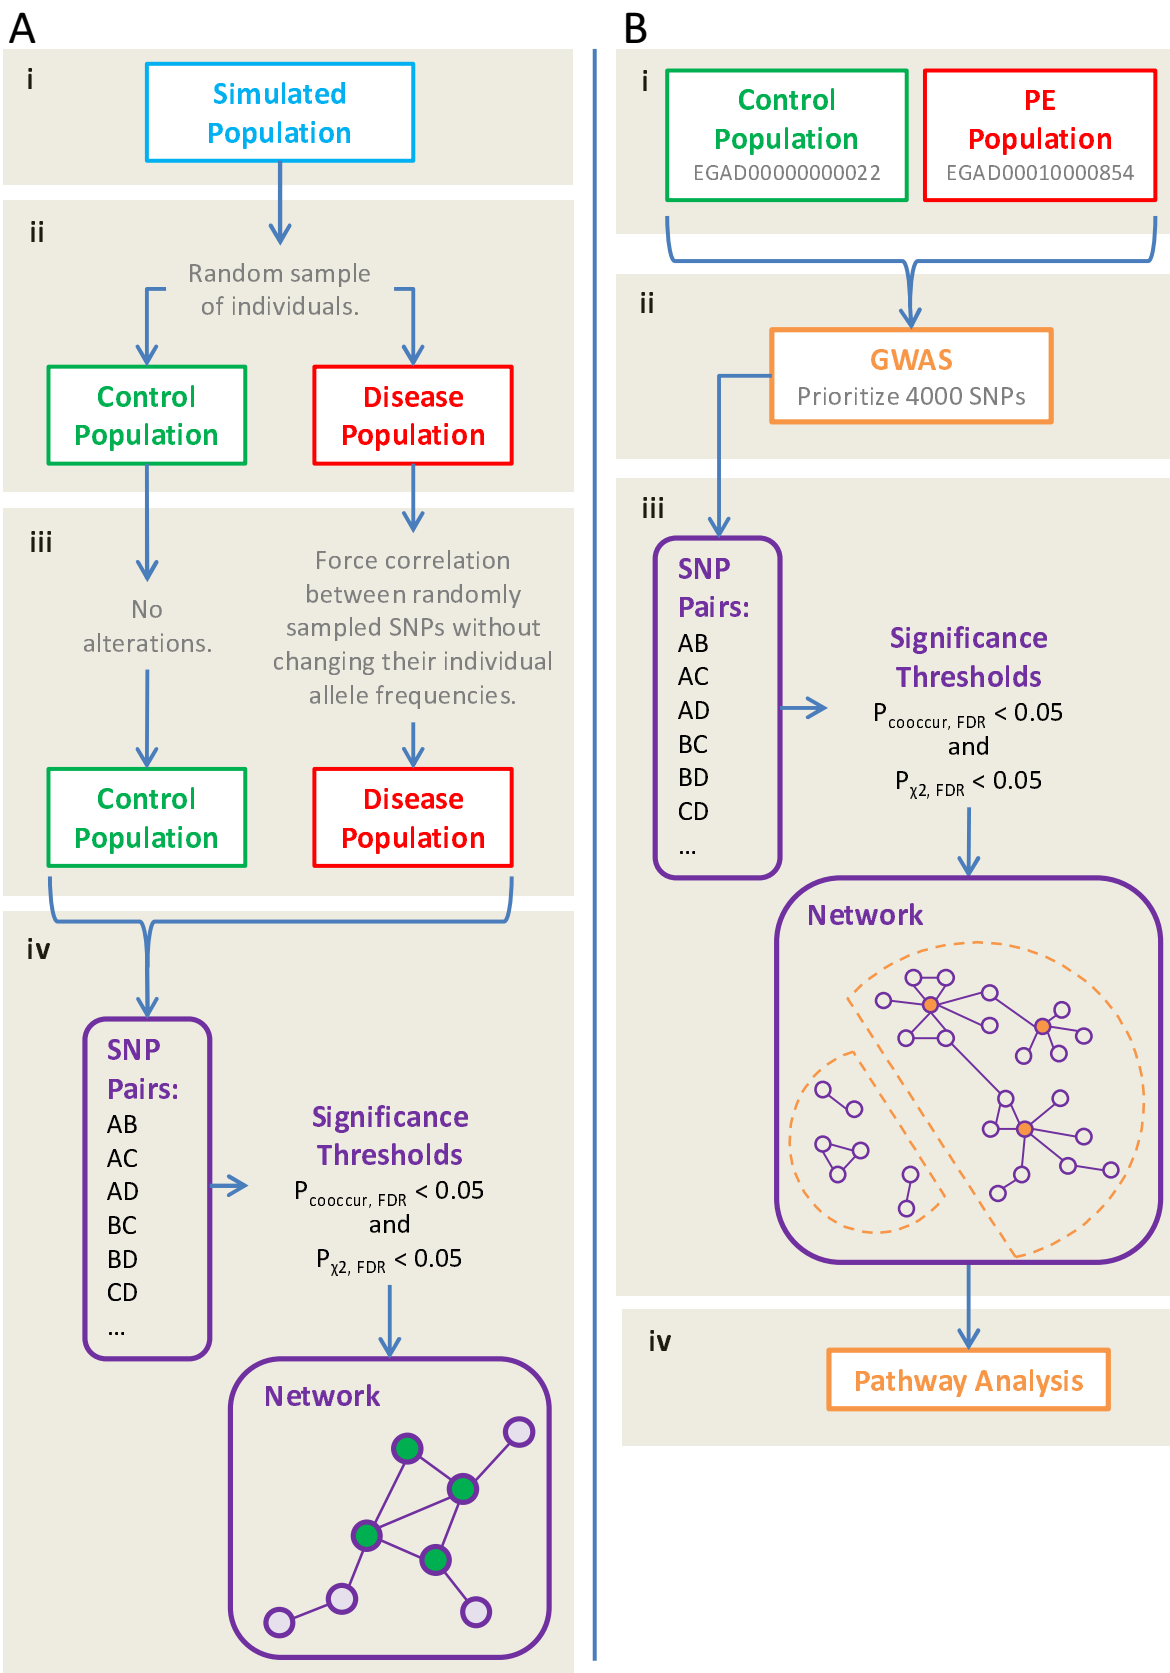 A
i
Simulated
Population
ii
Random sample
of individuals.
Control
Population
Disease
Population
iii
No
alterations.
Force correlation
between randomly
sampled SNPs without
changing their individual
allele frequencies.
Control
Population
Disease
Population
iv
SNP
Pairs:
AB
AC
AD
BC
BD
CD
...
Significance
Thresholds
Pcooccur, FDR < 0.05
and
Pχ2, FDR < 0.05
Network
B
i
Control
Population
EGAD00000000022
PE
Population
EGAD00010000854
ii
GWAS
Prioritize 4000 SNPs
iii
SNP
Pairs:
AB
AC
AD
BC
BD
CD
...
Significance
Thresholds
Pcooccur, FDR < 0.05
and
Pχ2, FDR < 0.05
Network
iv
Pathway Analysis